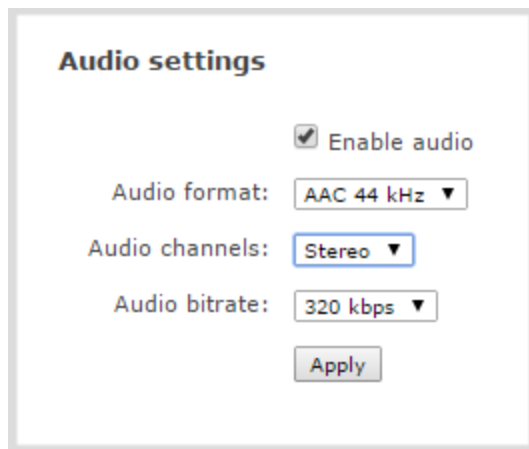 Audio settings
Enable audio
Audio format: AAC 44 kHz
Audio channels: Stereo
Audio bitrate: 320 kbps
Apply